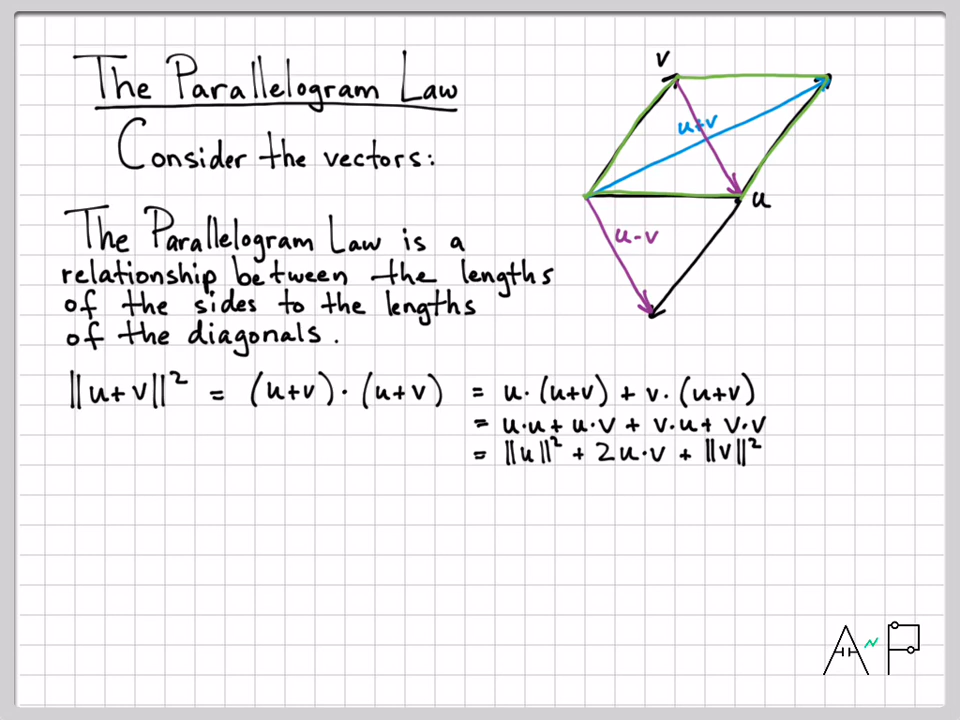 The Parallelogram Law
Consider the vectors:
v
u+v
u
u-v
The Parallelogram Law is a
relationship between the lengths
of the sides to the lengths
of the diagonals.
||u+v||² = (u+v)·(u+v) = u·(u+v) + v·(u+v)
= u·u + u·v + v·u + v·v
= ||u||² + 2u·v + ||v||²
A~P